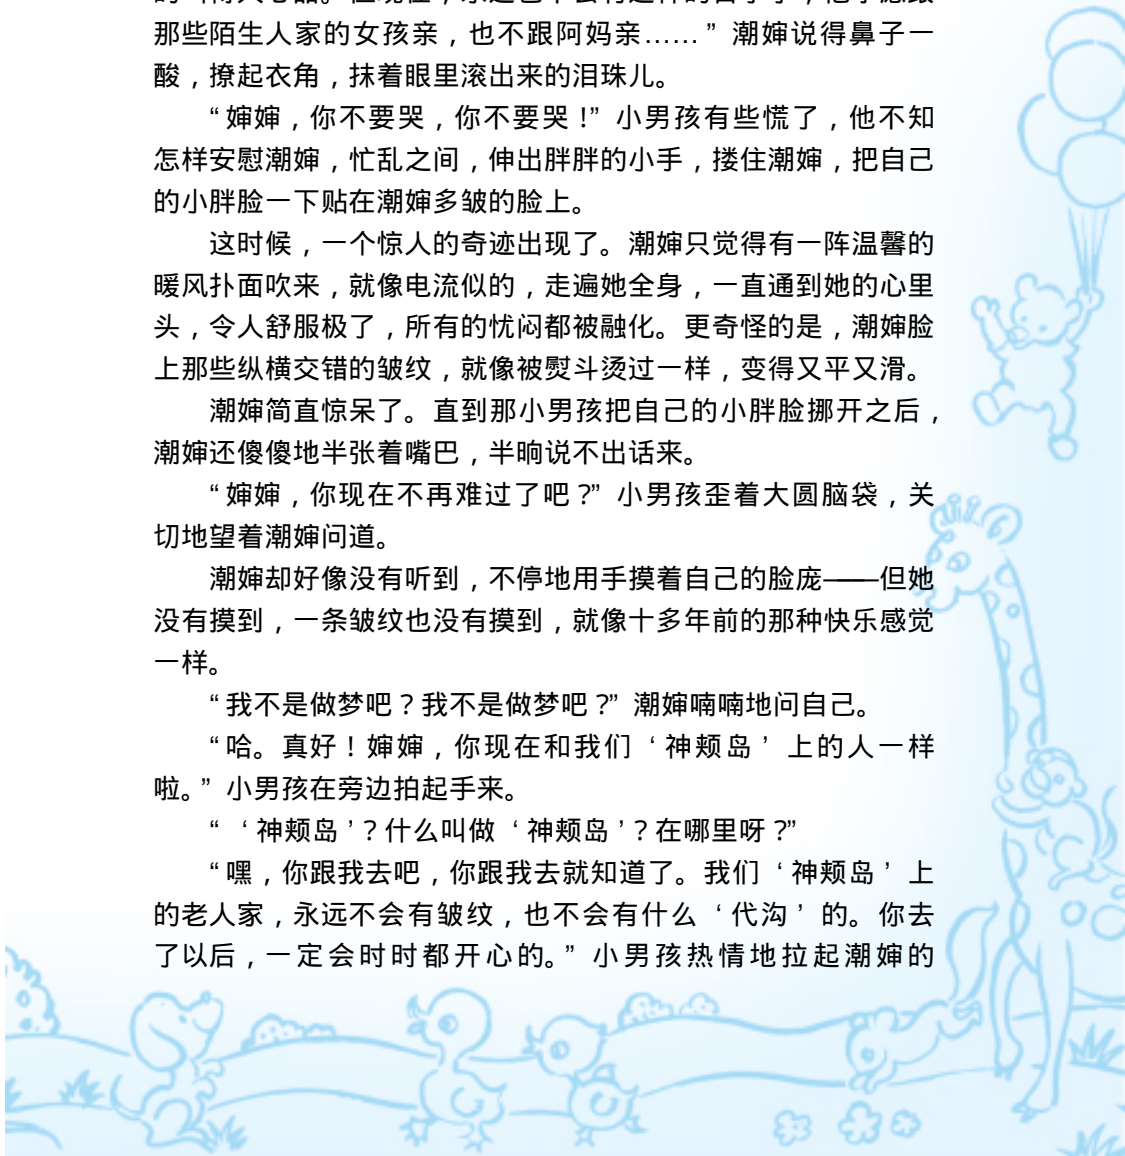 那些陌生人家的女孩亲，也不跟阿妈亲……”潮婶说得鼻子一
酸，撩起衣角，抹着眼里滚出来的泪珠儿。
“婶婶，你不要哭，你不要哭！”小男孩有些慌了，他不知
怎样安慰潮婶，忙乱之间，伸出胖胖的小手，搂住潮婶，把自己
的小胖脸一下贴在潮婶多皱的脸上。
这时候，一个惊人的奇迹出现了。潮婶只觉得有一阵温馨的
暖风扑面吹来，就像电流似的，走遍她全身，一直通到她的心里
头，令人舒服极了，所有的忧闷都被融化。更奇怪的是，潮婶脸
上那些纵横交错的皱纹，就像被熨斗烫过一样，变得又平又滑。
潮婶简直惊呆了。直到那小男孩把自己的小胖脸挪开之后，
潮婶还傻傻地半张着嘴巴，半晌说不出话来。
“婶婶，你现在不再难过了吧？”小男孩歪着大圆脑袋，关
切地望着潮婶问道。
潮婶却好像没有听到，不停地用手摸着自己的脸庞——但她
没有摸到，一条皱纹也没有摸到，就像十多年前的那种快乐感觉
一样。
“我不是做梦吧？我不是做梦吧？”潮婶喃喃地问自己。
“哈。真好！婶婶，你现在和我们‘神颊岛’上的人一样
啦。”小男孩在旁边拍起手来。
“‘神颊岛’？什么叫做‘神颊岛’？在哪里呀？”
“嘿，你跟我去吧，你跟我去就知道了。我们‘神颊岛’上
的老人家，永远不会有皱纹，也不会有什么‘代沟’的。你去
了以后，一定会时时都开心的。”小男孩热情地拉起潮婶的